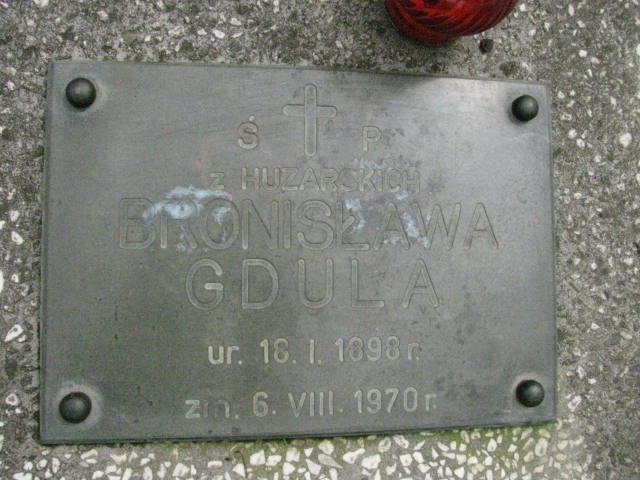 Ś P
z HUZARSKICH
BRONISŁAWA
GDULA
ur. 18. I. 1898 r.
zm. 6. VIII. 1970 r.